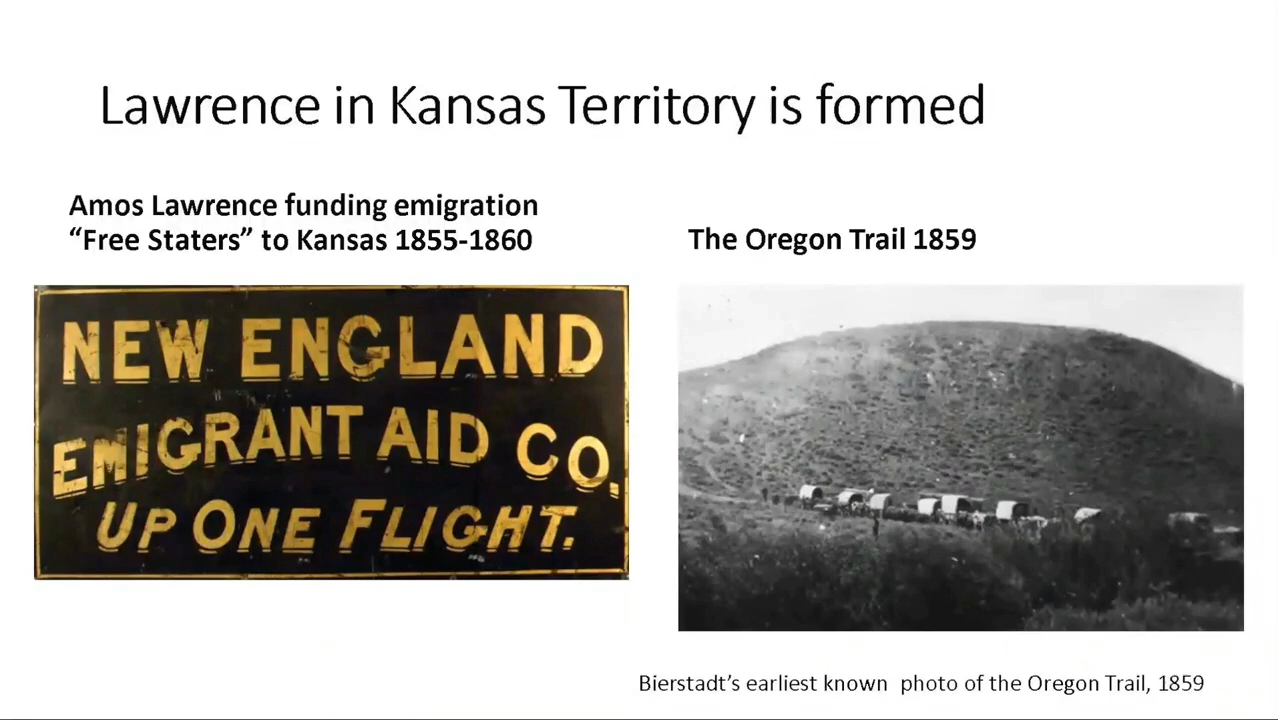 Lawrence in Kansas Territory is formed
Amos Lawrence funding emigration
“Free Staters” to Kansas 1855-1860
The Oregon Trail 1859
NEW ENGLAND
EMIGRANT AID CO.
UP ONE FLIGHT.
Bierstadt’s earliest known  photo of the Oregon Trail, 1859